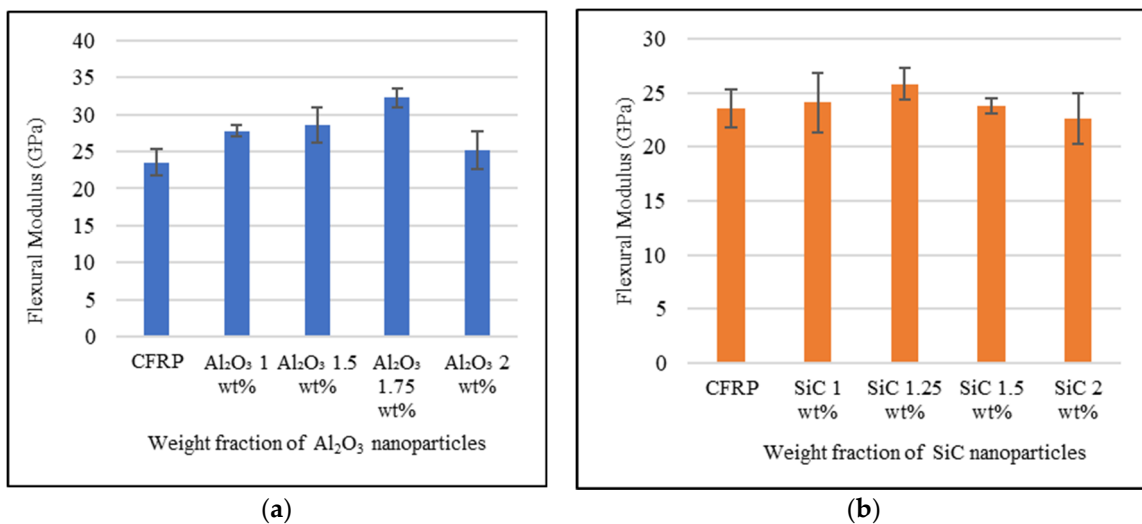 Flexural Modulus (GPa)
40
35
30
25
20
15
10
5
0
CFRP
Al₂O₃ 1
wt%
Al₂O₃ 1.5
wt%
Al₂O₃
1.75
wt%
Al₂O₃ 2
wt%
Weight fraction of Al₂O₃ nanoparticles
(a)
Flexural Modulus (GPa)
30
25
20
15
10
5
0
CFRP
SiC 1
wt%
SiC 1.25
wt%
SiC 1.5
wt%
SiC 2
wt%
Weight fraction of SiC nanoparticles
(b)